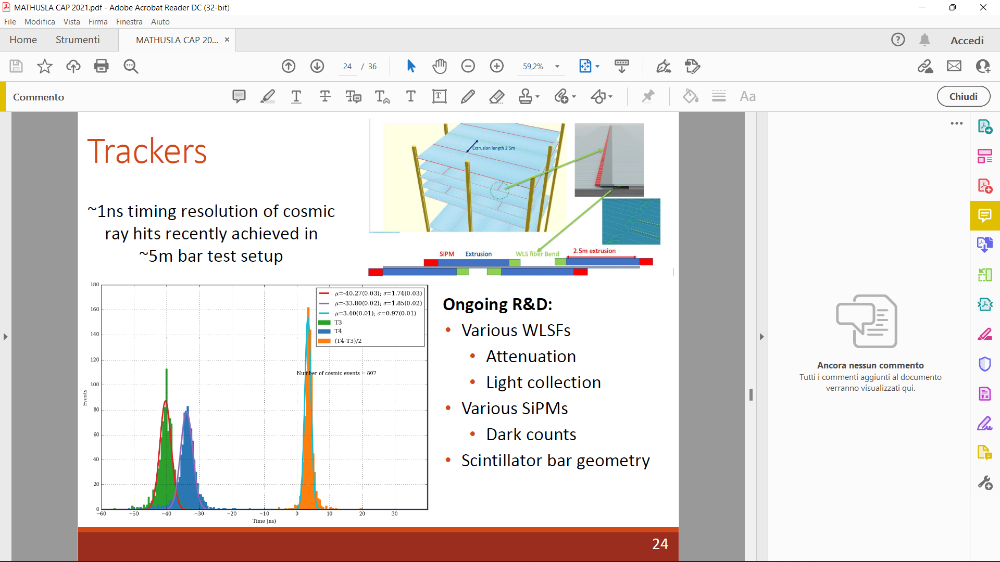 MATHUSLA CAP 2021.pdf - Adobe Acrobat Reader DC (32-bit)
File Modifica Vista Firma Finestra Aiuto
Home Strumenti MATHUSLA CAP 20... × Accedi
24 / 36 59,2%
Commento Chiudi
Trackers
~1ns timing resolution of cosmic
ray hits recently achieved in
~5m bar test setup
Extrusion length 2.5m
SIPM Extrusion WLS fiber Bend 2.5m extrusion
180
160
140
120
100
80
60
40
20
0
Events
μ=-40.27(0.03); σ=1.74(0.03)
μ=-33.80(0.02); σ=1.85(0.02)
μ=3.40(0.01); σ=0.97(0.01)
T3
T4
(T4-T3)/2
Number of cosmic events = 807
−60 −50 −40 −30 −20 −10 0 10 20 30
Time (ns)
Ongoing R&D:
• Various WLSFs
• Attenuation
• Light collection
• Various SiPMs
• Dark counts
• Scintillator bar geometry
24
Ancora nessun commento
Tutti i commenti aggiunti al documento
verranno visualizzati qui.